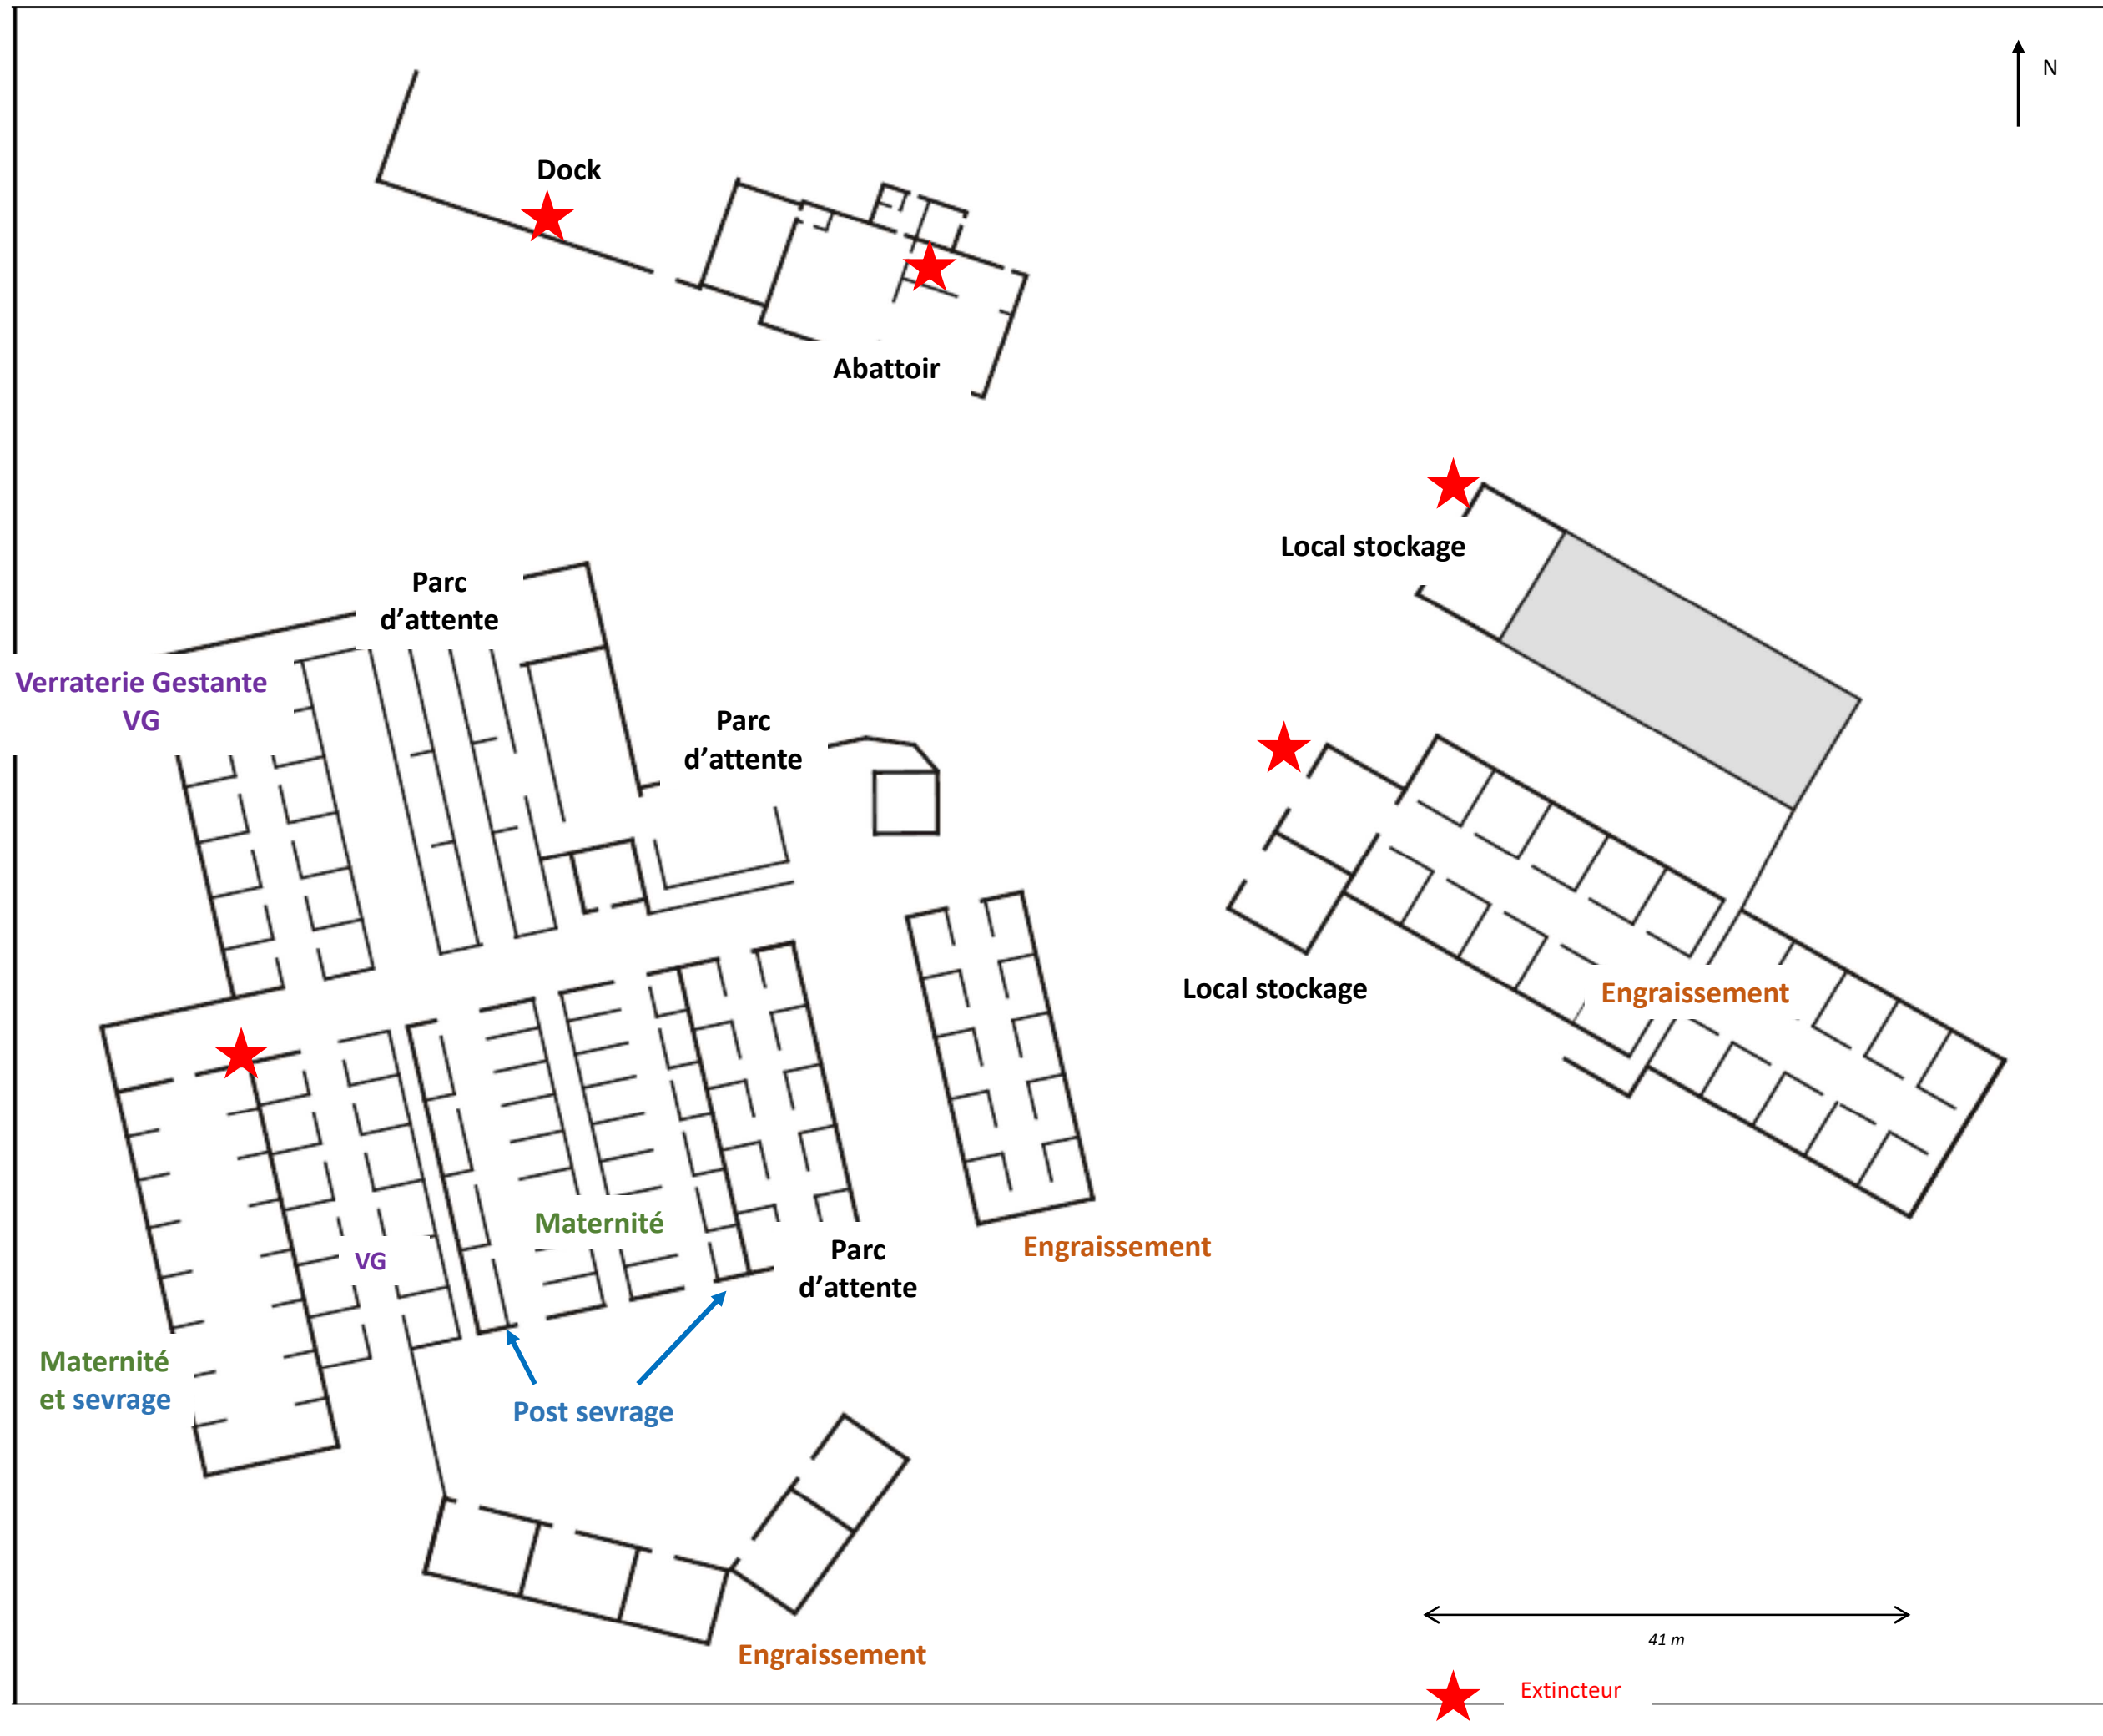 N
Dock
Abattoir
Local stockage
Parc
d’attente
Verraterie Gestante
VG
Parc
d’attente
Local stockage
Engraissement
Maternité
VG
Parc
d’attente
Engraissement
Maternité
et sevrage
Post sevrage
Engraissement
41 m
Extincteur